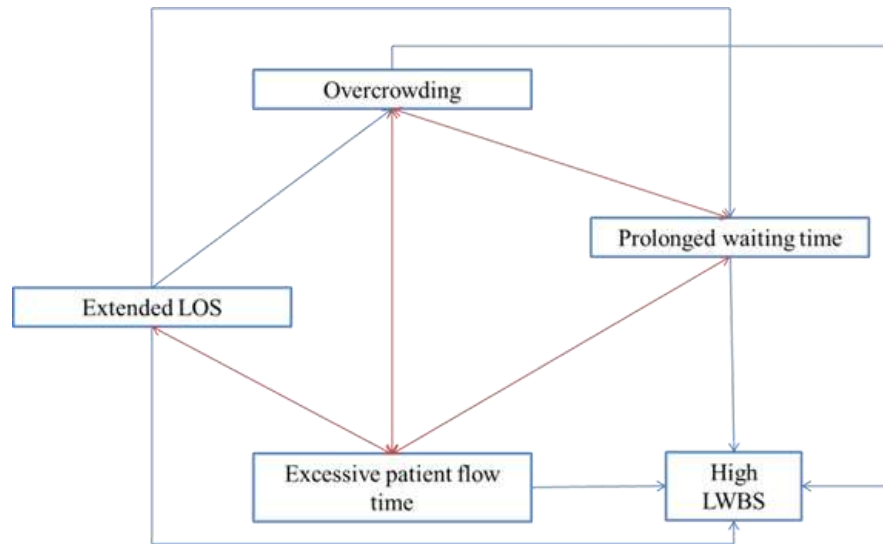 Overcrowding
Prolonged waiting time
Extended LOS
Excessive patient flow
time
High
LWBS